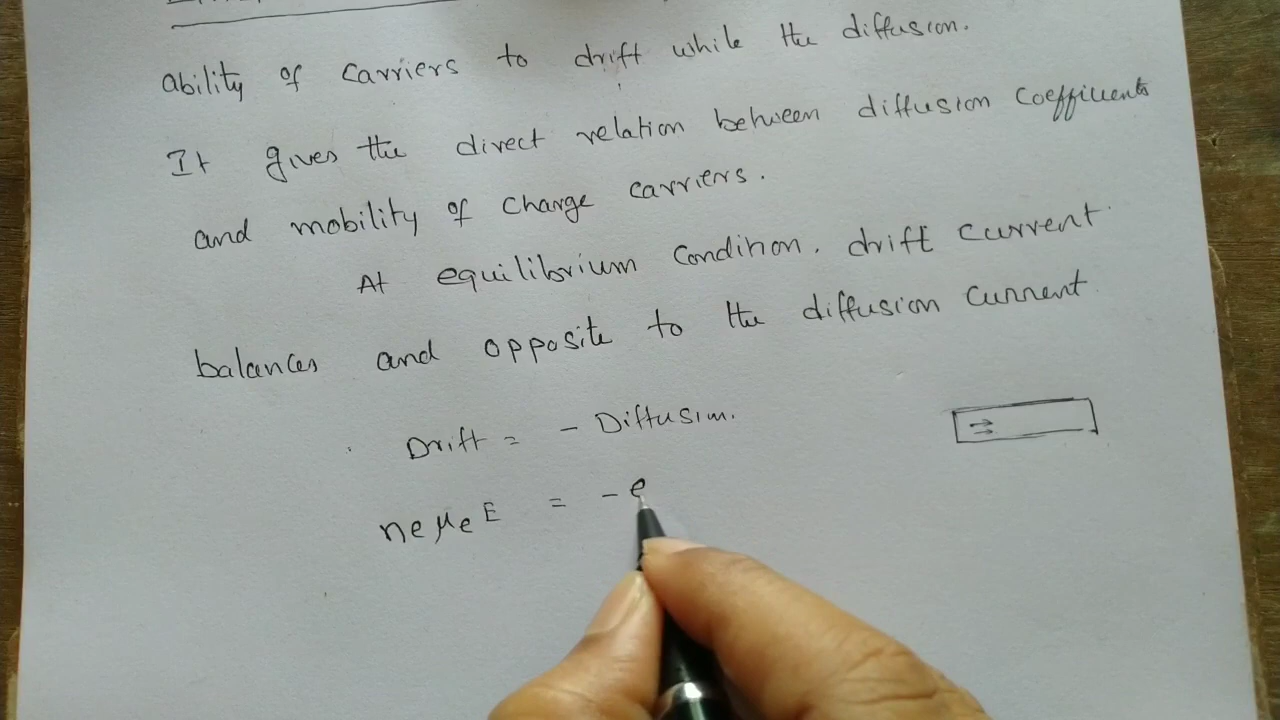 ability of carriers to drift while the diffusion.
It gives the direct relation between diffusion coefficients
and mobility of charge carriers.
At equilibrium condition, drift current
balances and opposite to the diffusion current
Drift = - Diffusion.
neμeE = -e